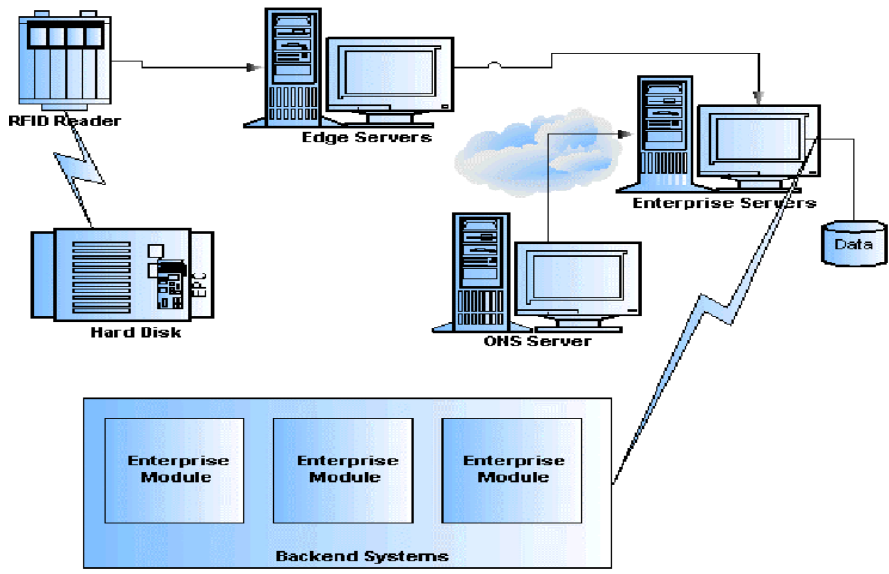 RFID Reader
Edge Servers
Enterprise Servers
Data
EPC
Hard Disk
ONS Server
Enterprise
Module
Enterprise
Module
Enterprise
Module
Backend Systems